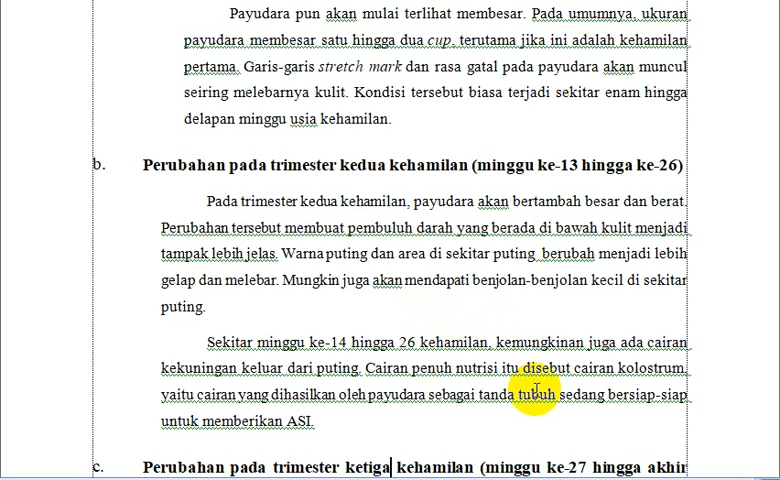 Payudara pun akan mulai terlihat membesar. Pada umumnya, ukuran
payudara membesar satu hingga dua cup, terutama jika ini adalah kehamilan
pertama. Garis-garis stretch mark dan rasa gatal pada payudara akan muncul
seiring melebarnya kulit. Kondisi tersebut biasa terjadi sekitar enam hingga
delapan minggu usia kehamilan.
b. Perubahan pada trimester kedua kehamilan (minggu ke-13 hingga ke-26)
Pada trimester kedua kehamilan, payudara akan bertambah besar dan berat.
Perubahan tersebut membuat pembuluh darah yang berada di bawah kulit menjadi
tampak lebih jelas. Warna puting dan area di sekitar puting berubah menjadi lebih
gelap dan melebar. Mungkin juga akan mendapati benjolan-benjolan kecil di sekitar
puting.
Sekitar minggu ke-14 hingga 26 kehamilan, kemungkinan juga ada cairan
kekuningan keluar dari puting. Cairan penuh nutrisi itu disebut cairan kolostrum,
yaitu cairan yang dihasilkan oleh payudara sebagai tanda tubuh sedang bersiap-siap
untuk memberikan ASI.
c. Perubahan pada trimester ketiga kehamilan (minggu ke-27 hingga akhir